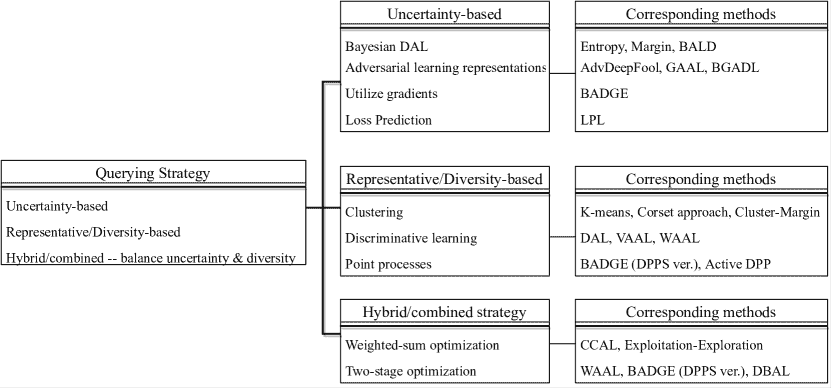 Querying Strategy
Uncertainty-based
Representative/Diversity-based
Hybrid/combined -- balance uncertainty & diversity
Uncertainty-based
Bayesian DAL
Adversarial learning representations
Utilize gradients
Loss Prediction
Corresponding methods
Entropy, Margin, BALD
AdvDeepFool, GAAL, BGADL
BADGE
LPL
Representative/Diversity-based
Clustering
Discriminative learning
Point processes
Corresponding methods
K-means, Corset approach, Cluster-Margin
DAL, VAAL, WAAL
BADGE (DPPS ver.), Active DPP
Hybrid/combined strategy
Weighted-sum optimization
Two-stage optimization
Corresponding methods
CCAL, Exploitation-Exploration
WAAL, BADGE (DPPS ver.), DBAL